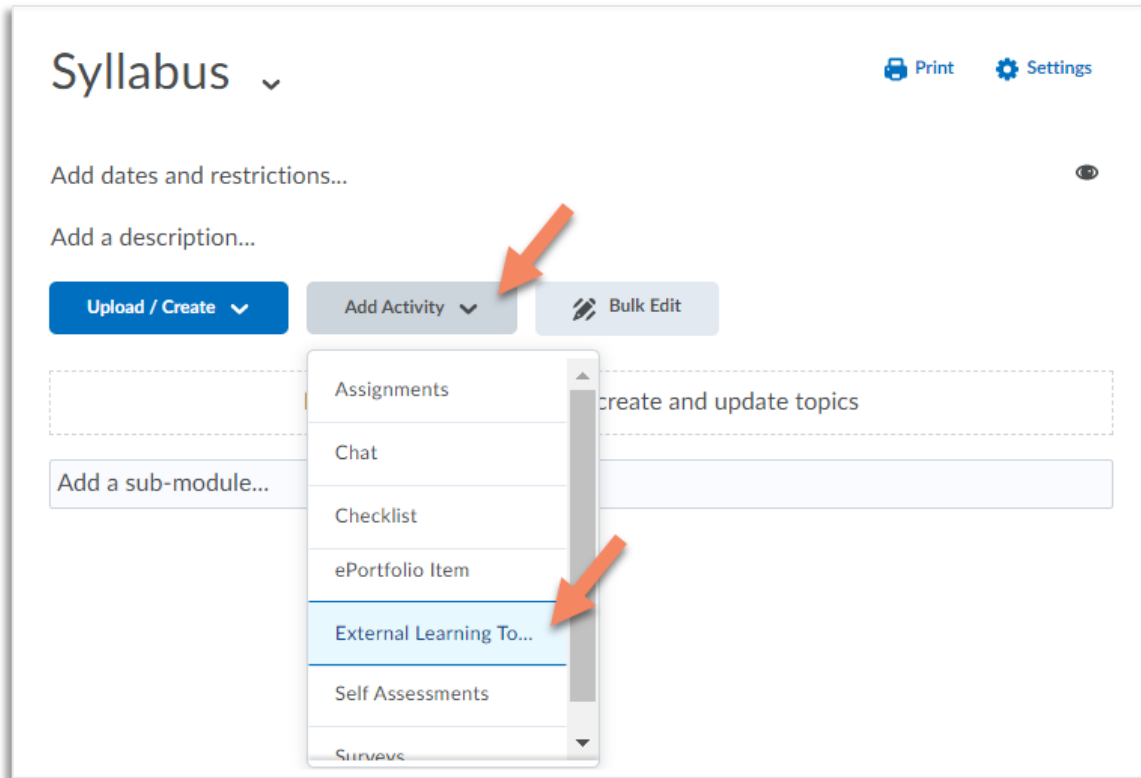 Syllabus
Print Settings
Add dates and restrictions...
Add a description...
Upload / Create Add Activity Bulk Edit
Assignments
create and update topics
Chat
Add a sub-module...
Checklist
ePortfolio Item
External Learning To...
Self Assessments
Surveys